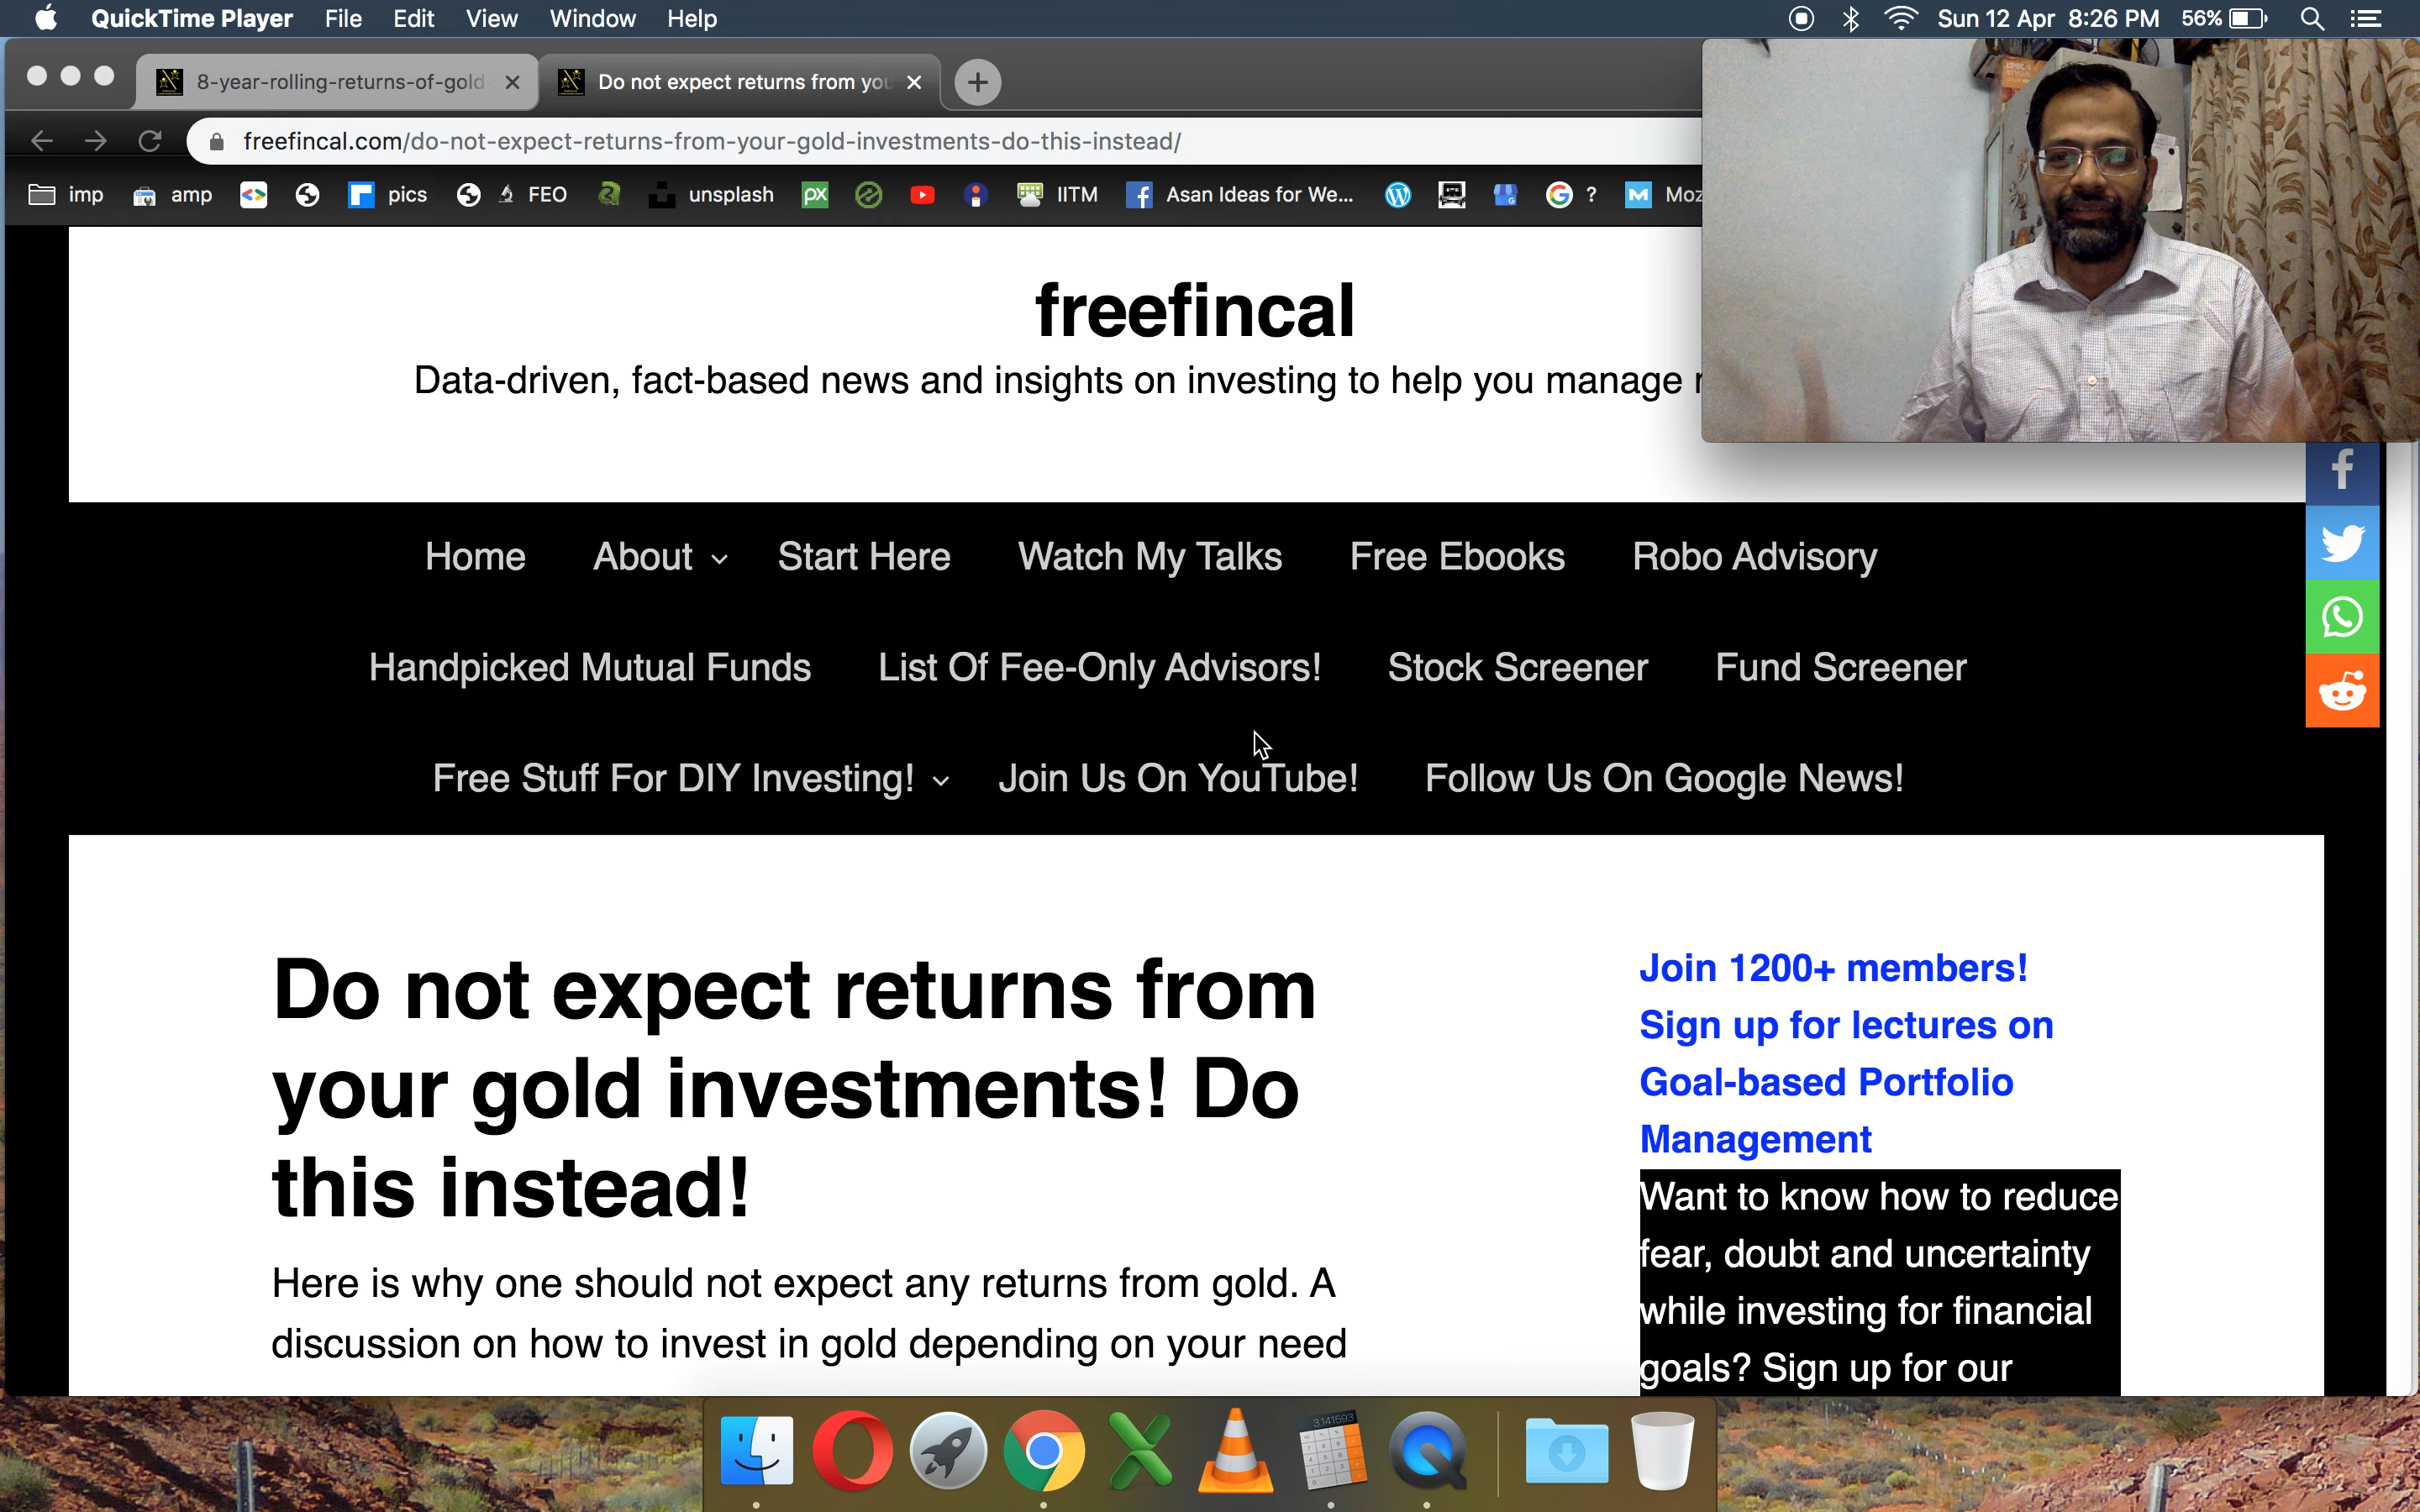 QuickTime Player File Edit View Window Help Sun 12 Apr 8:26 PM 56%
8-year-rolling-returns-of-gold- Do not expect returns from you
freefincal.com/do-not-expect-returns-from-your-gold-investments-do-this-instead/
imp amp pics FEO px unsplash IITM Asan Ideas for We... ? Moz
freefincal
Data-driven, fact-based news and insights on investing to help you manage
Home About Start Here Watch My Talks Free Ebooks Robo Advisory
Handpicked Mutual Funds List Of Fee-Only Advisors! Stock Screener Fund Screener
Free Stuff For DIY Investing! Join Us On YouTube! Follow Us On Google News!
Do not expect returns from
your gold investments! Do
this instead!
Here is why one should not expect any returns from gold. A
discussion on how to invest in gold depending on your need
Join 1200+ members!
Sign up for lectures on
Goal-based Portfolio
Management
Want to know how to reduce
fear, doubt and uncertainty
while investing for financial
goals? Sign up for our
3.141593